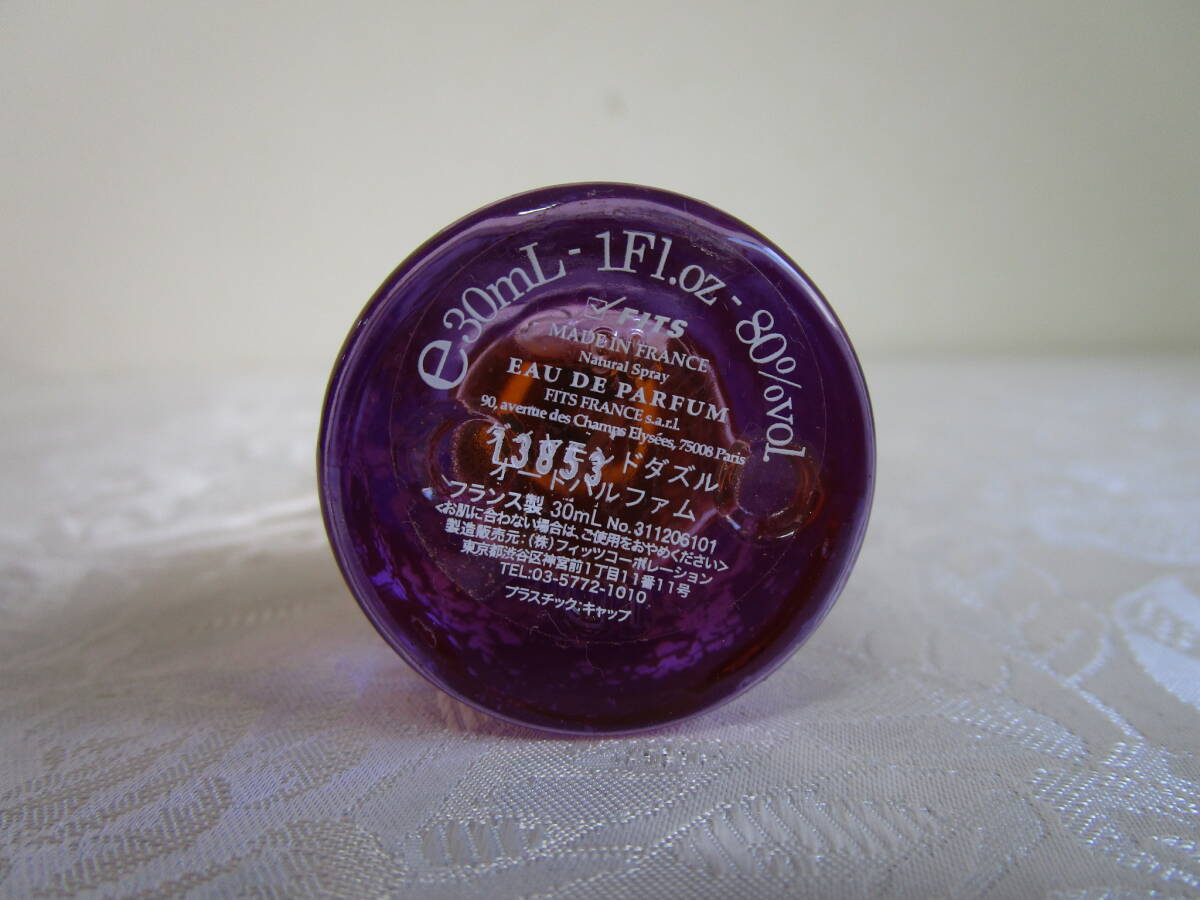 e 30mL - 1Fl.oz - 80%vol
FITS
MADE IN FRANCE
Natural Spray
EAU DE PARFUM
FITS FRANCE s.a.r.l.
90, avenue des Champs Elysées, 75008 Paris
ドダズル
13853
オードパルファム
フランス製 30mL No.311206101
<お肌に合わない場合は、ご使用をおやめください>
製造販売元:(株)フィッツコーポレーション
東京都渋谷区神宮前1丁目11番11号
TEL:03-5772-1010
プラスチック:キャップ